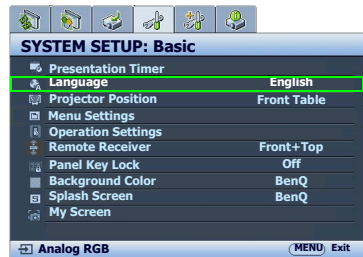 SYSTEM SETUP: Basic
Presentation Timer
Language English
Projector Position Front Table
Menu Settings
Operation Settings
Remote Receiver Front+Top
Panel Key Lock Off
Background Color BenQ
Splash Screen BenQ
My Screen
Analog RGB MENU Exit